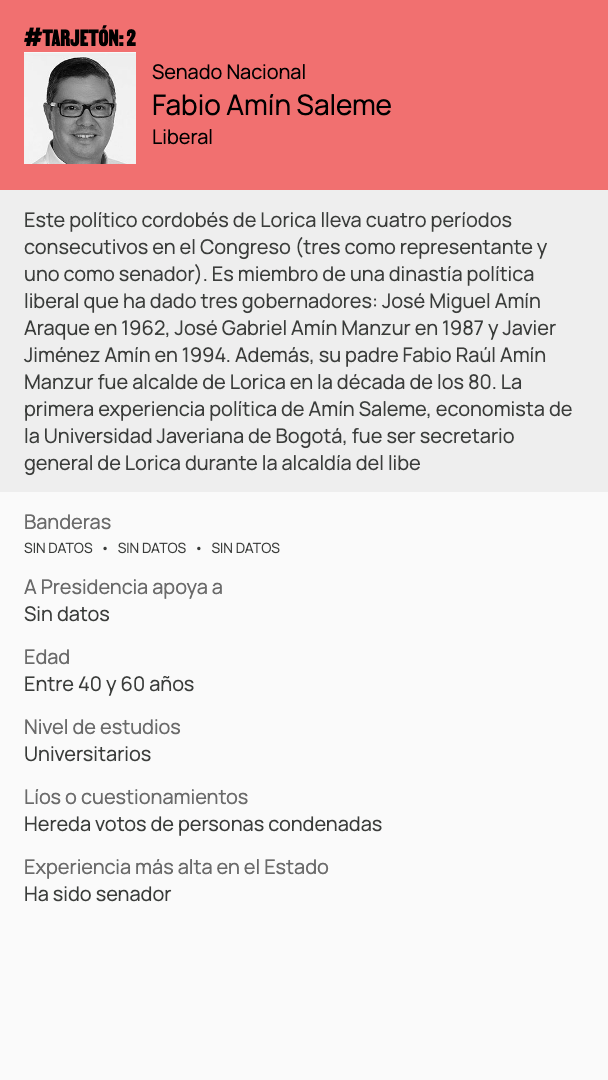 #TARJETÓN: 2
Senado Nacional
Fabio Amín Saleme
Liberal
Este político cordobés de Lorica lleva cuatro períodos
consecutivos en el Congreso (tres como representante y
uno como senador). Es miembro de una dinastía política
liberal que ha dado tres gobernadores: José Miguel Amín
Araque en 1962, José Gabriel Amín Manzur en 1987 y Javier
Jiménez Amín en 1994. Además, su padre Fabio Raúl Amín
Manzur fue alcalde de Lorica en la década de los 80. La
primera experiencia política de Amín Saleme, economista de
la Universidad Javeriana de Bogotá, fue ser secretario
general de Lorica durante la alcaldía del libe
Banderas
SIN DATOS • SIN DATOS • SIN DATOS
A Presidencia apoya a
Sin datos
Edad
Entre 40 y 60 años
Nivel de estudios
Universitarios
Líos o cuestionamientos
Hereda votos de personas condenadas
Experiencia más alta en el Estado
Ha sido senador